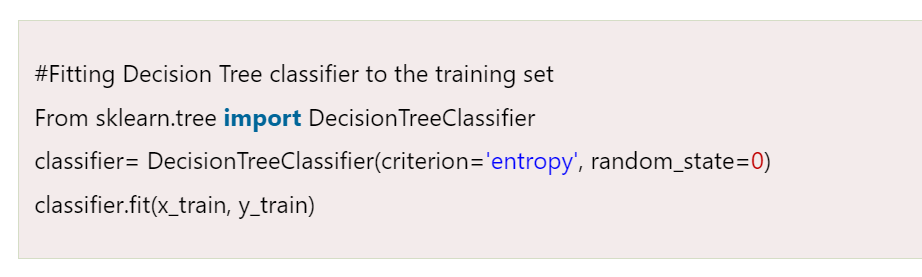 #Fitting Decision Tree classifier to the training set
From sklearn.tree import DecisionTreeClassifier
classifier= DecisionTreeClassifier(criterion='entropy', random_state=0)
classifier.fit(x_train, y_train)